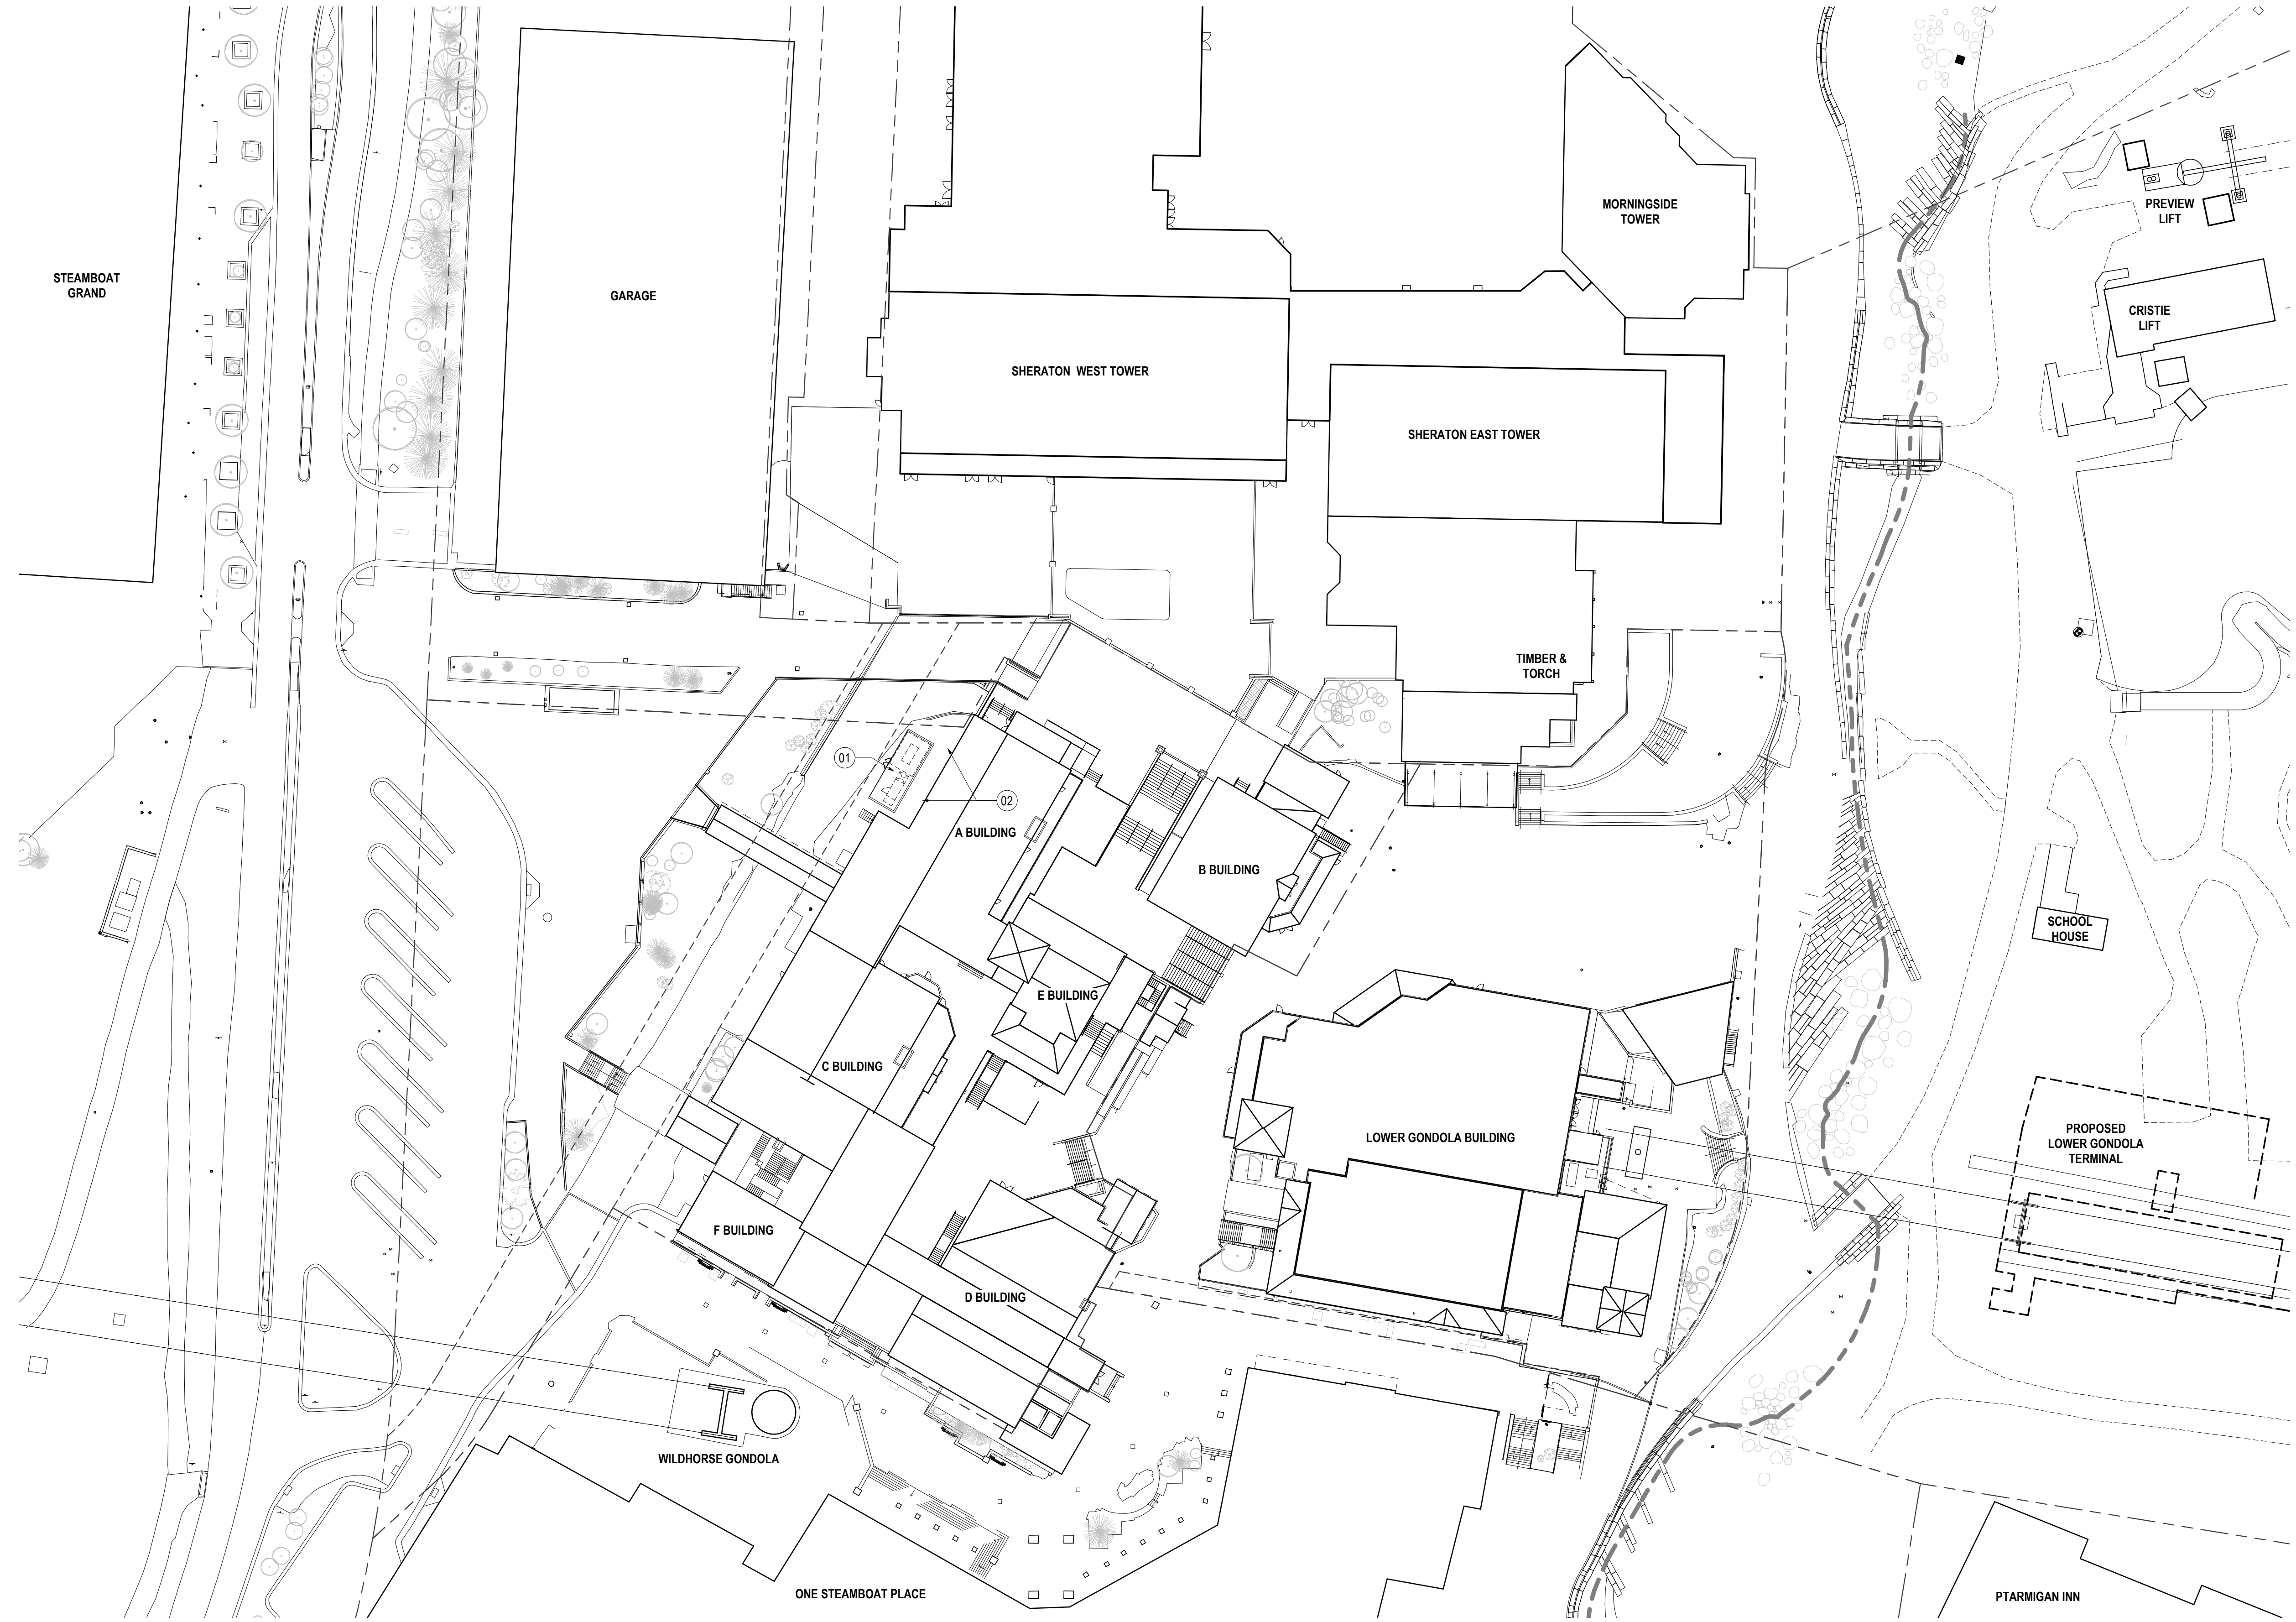 MORNINGSIDE
TOWER
PREVIEW
LIFT
STEAMBOAT
GRAND
GARAGE
CRISTIE
LIFT
SHERATON WEST TOWER
SHERATON EAST TOWER
TIMBER &
TORCH
01
02
A BUILDING
B BUILDING
SCHOOL
HOUSE
E BUILDING
C BUILDING
LOWER GONDOLA BUILDING
PROPOSED
LOWER GONDOLA
TERMINAL
F BUILDING
D BUILDING
WILDHORSE GONDOLA
ONE STEAMBOAT PLACE
PTARMIGAN INN